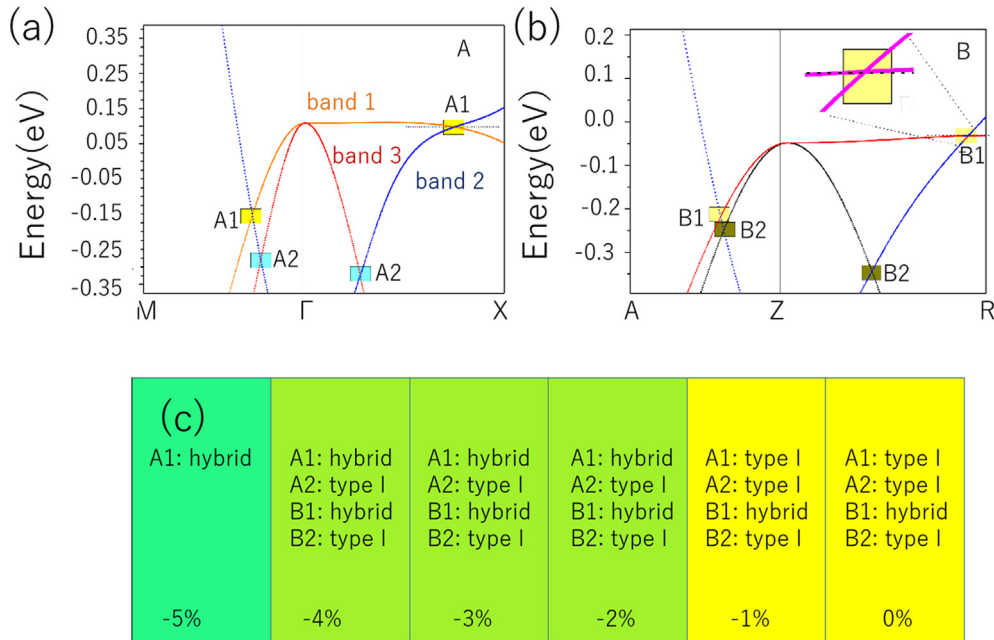 (a)
Energy(eV)
0.35
0.25
0.15
0.05
-0.05
-0.15
-0.25
-0.35
A
band 1
A1
band 3
band 2
A1
A2
A2
M
Γ
X
(b)
Energy(eV)
0.2
0.1
0.0
-0.1
-0.2
-0.3
B
B1
B1
B2
B2
A
Z
R
(c)
A1: hybrid
-5%
A1: hybrid
A2: type I
B1: hybrid
B2: type I
-4%
A1: hybrid
A2: type I
B1: hybrid
B2: type I
-3%
A1: hybrid
A2: type I
B1: hybrid
B2: type I
-2%
A1: type I
A2: type I
B1: hybrid
B2: type I
-1%
A1: type I
A2: type I
B1: hybrid
B2: type I
0%